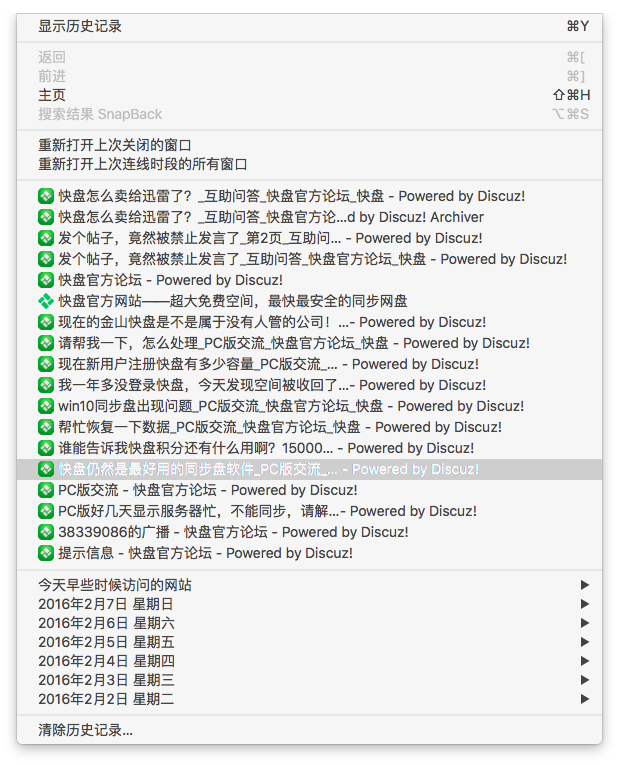 显示历史记录 ⌘Y
返回 ⌘[
前进 ⌘]
主页 ⇧⌘H
搜索结果 SnapBack ⌥⌘S
重新打开上次关闭的窗口
重新打开上次连线时段的所有窗口
快盘怎么卖给迅雷了？_互助问答_快盘官方论坛_快盘 - Powered by Discuz!
快盘怎么卖给迅雷了？_互助问答_快盘官方论...d by Discuz! Archiver
发个帖子，竟然被禁止发言了_第2页_互助问... - Powered by Discuz!
发个帖子，竟然被禁止发言了_互助问答_快盘官方论坛_快盘 - Powered by Discuz!
快盘官方论坛 - Powered by Discuz!
快盘官方网站——超大免费空间，最快最安全的同步网盘
现在的金山快盘是不是属于没有人管的公司！...- Powered by Discuz!
请帮我一下，怎么处理_PC版交流_快盘官方论坛_快盘 - Powered by Discuz!
现在新用户注册快盘有多少容量_PC版交流_... - Powered by Discuz!
我一年多没登录快盘，今天发现空间被收回了...- Powered by Discuz!
win10同步盘出现问题_PC版交流_快盘官方论坛_快盘 - Powered by Discuz!
帮忙恢复一下数据_PC版交流_快盘官方论坛_快盘 - Powered by Discuz!
谁能告诉我快盘积分还有什么用啊？15000... - Powered by Discuz!
快盘仍然是最好用的同步盘软件_PC版交流_... - Powered by Discuz!
PC版交流 - 快盘官方论坛 - Powered by Discuz!
PC版好几天显示服务器忙，不能同步，请解...- Powered by Discuz!
38339086的广播 - 快盘官方论坛 - Powered by Discuz!
提示信息 - 快盘官方论坛 - Powered by Discuz!
今天早些时候访问的网站
2016年2月7日 星期日
2016年2月6日 星期六
2016年2月5日 星期五
2016年2月4日 星期四
2016年2月3日 星期三
2016年2月2日 星期二
清除历史记录...